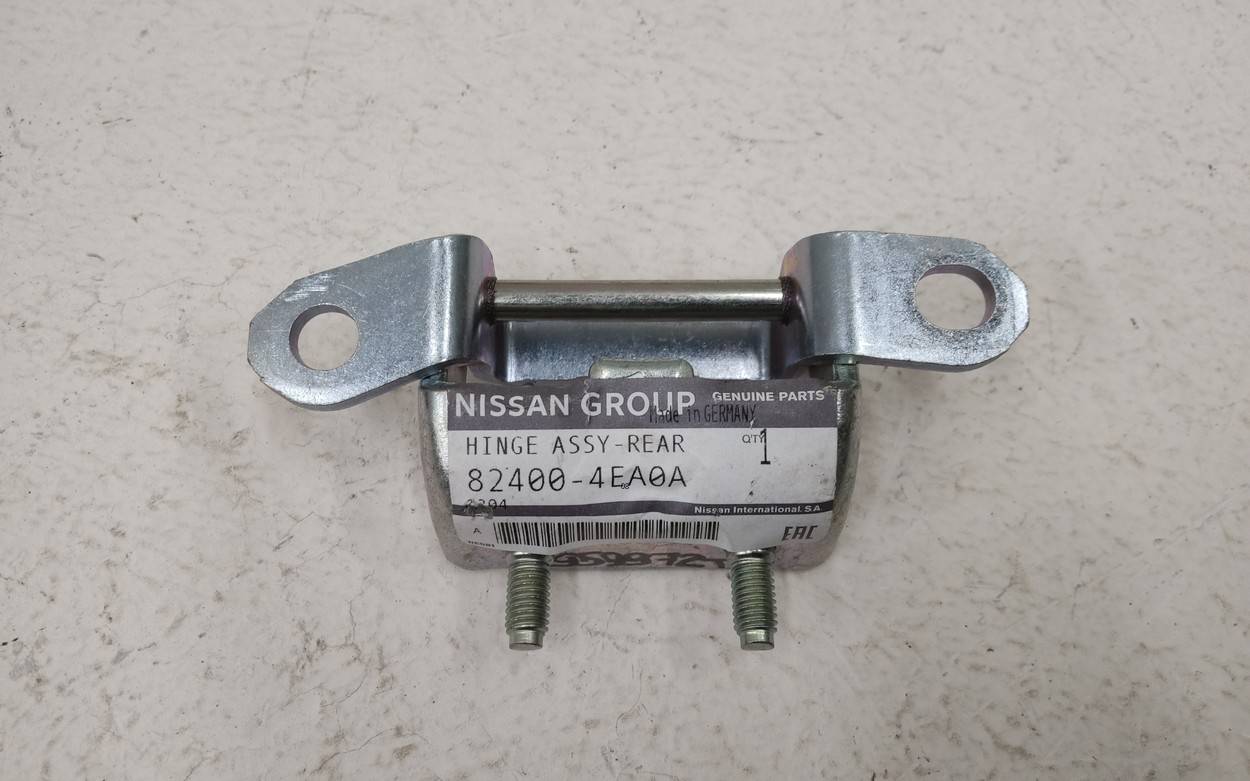 NISSAN GROUP GENUINE PARTS
Made in GERMANY
HINGE ASSY-REAR QTY 1
82400-4EA0A
Nissan International. SA
A EAC